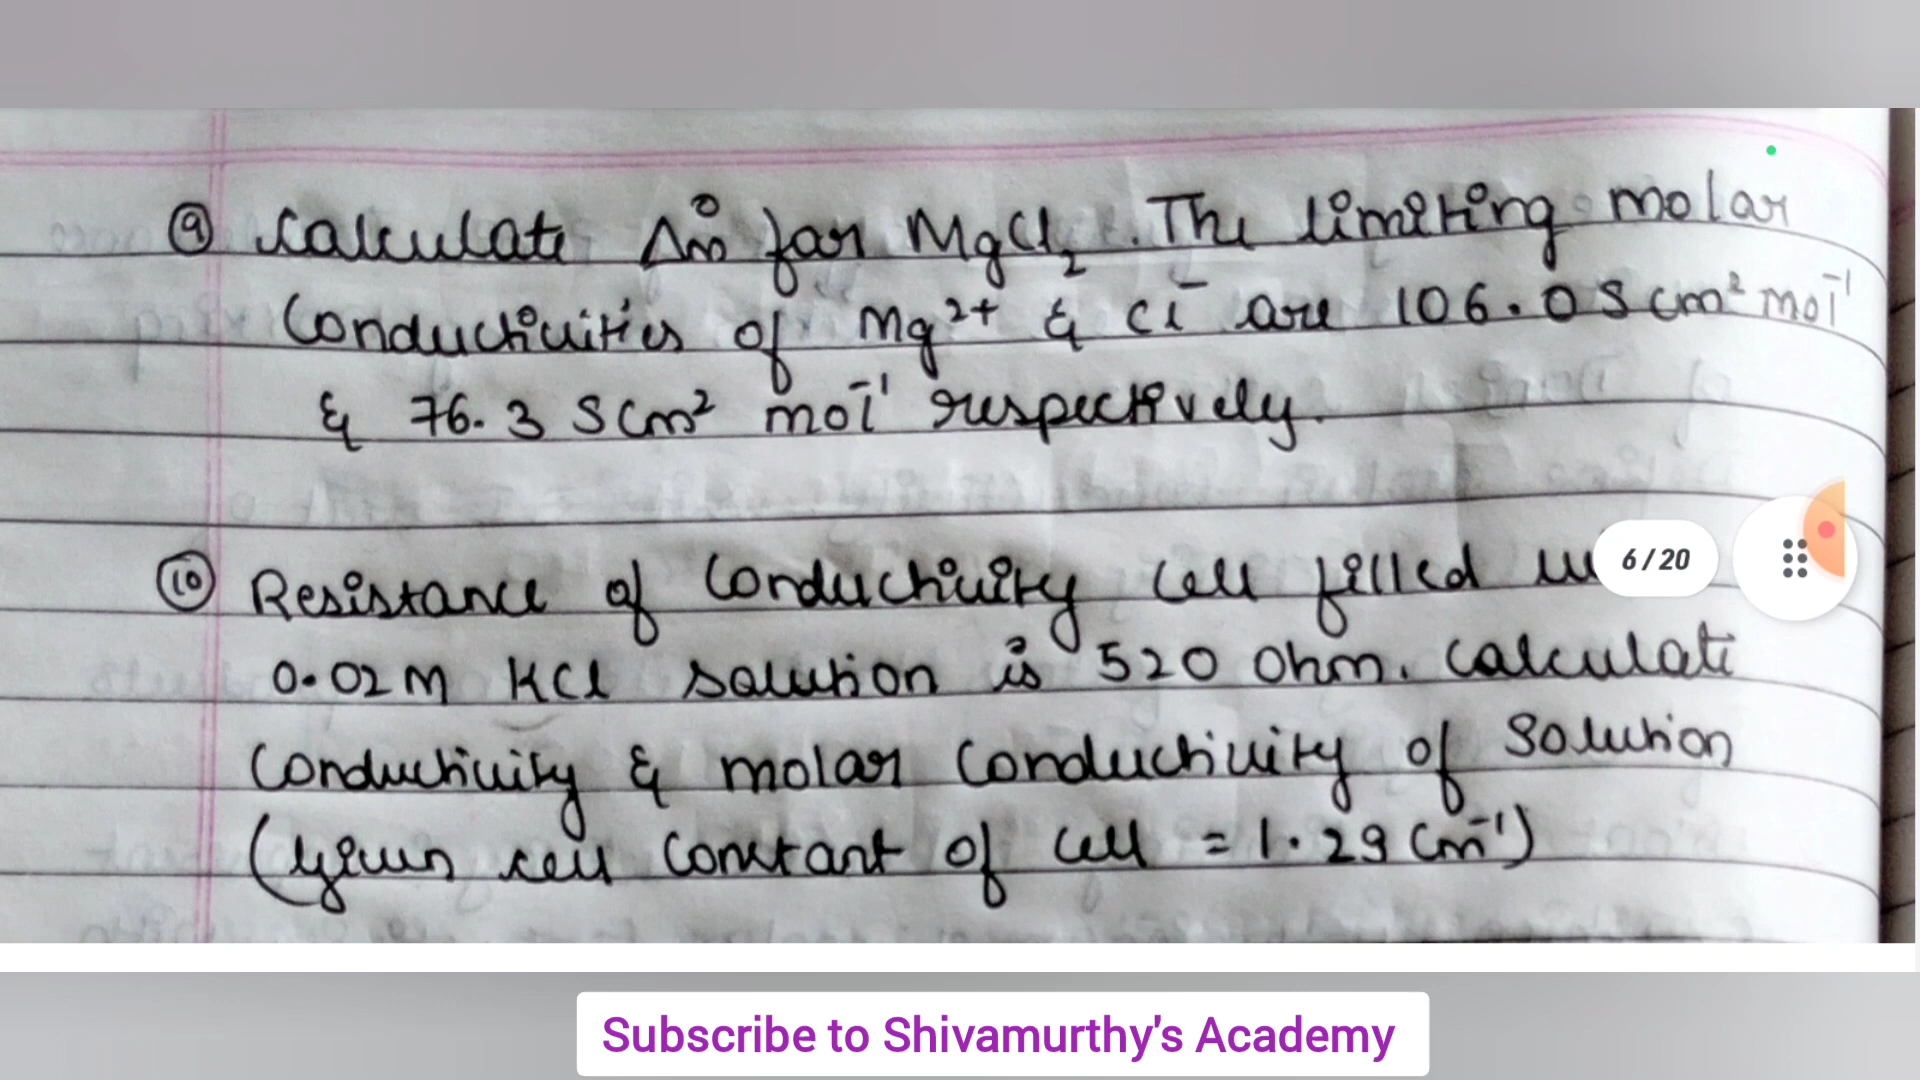 ⑨ Calculate Λm° for MgCl₂. The limiting molar
Conductivities of Mg²⁺ & Cl⁻ are 106.0 S cm² mol⁻¹
& 76.3 S cm² mol⁻¹ respectively.
⑩ Resistance of Conductivity cell filled
6/20
0.02 M KCl solution is 520 Ohm. Calculate
Conductivity & molar Conductivity of Solution
(Given cell Constant of cell = 1.29 cm⁻¹)
Subscribe to Shivamurthy's Academy